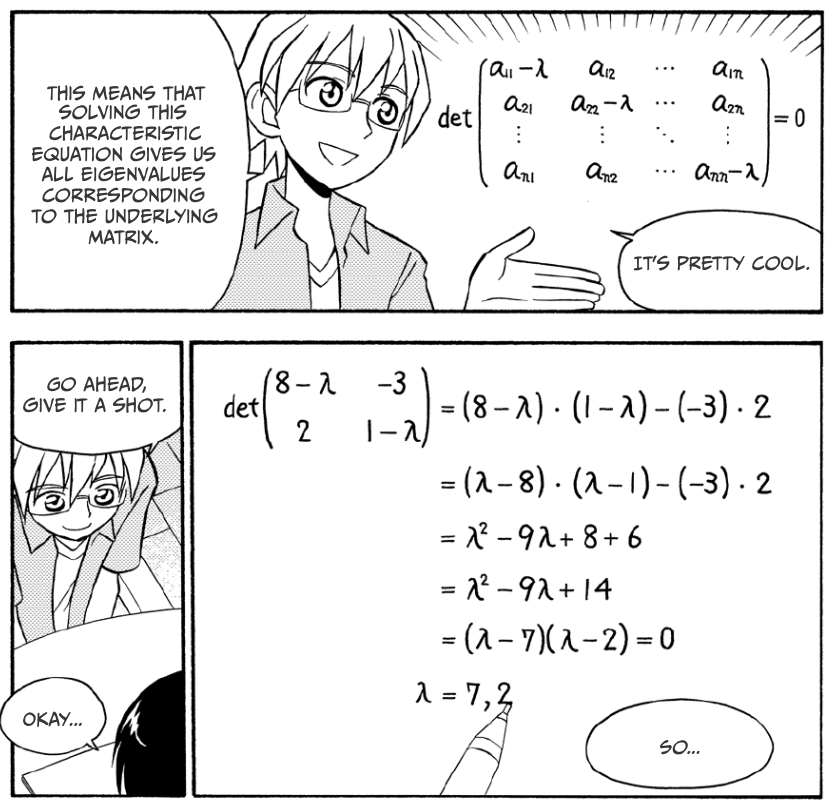 THIS MEANS THAT
SOLVING THIS
CHARACTERISTIC
EQUATION GIVES US
ALL EIGENVALUES
CORRESPONDING
TO THE UNDERLYING
MATRIX.
det ( a₁₁ − λ a₁₂ ⋯ a₁ₙ
a₂₁ a₂₂ − λ ⋯ a₂ₙ
⋮ ⋮ ⋱ ⋮
aₙ₁ aₙ₂ ⋯ aₙₙ − λ ) = 0
IT'S PRETTY COOL.
GO AHEAD,
GIVE IT A SHOT.
OKAY...
det ( 8 − λ −3
2 1 − λ ) = (8 − λ) · (1 − λ) − (−3) · 2
= (λ − 8) · (λ − 1) − (−3) · 2
= λ² − 9λ + 8 + 6
= λ² − 9λ + 14
= (λ − 7)(λ − 2) = 0
λ = 7, 2
SO...